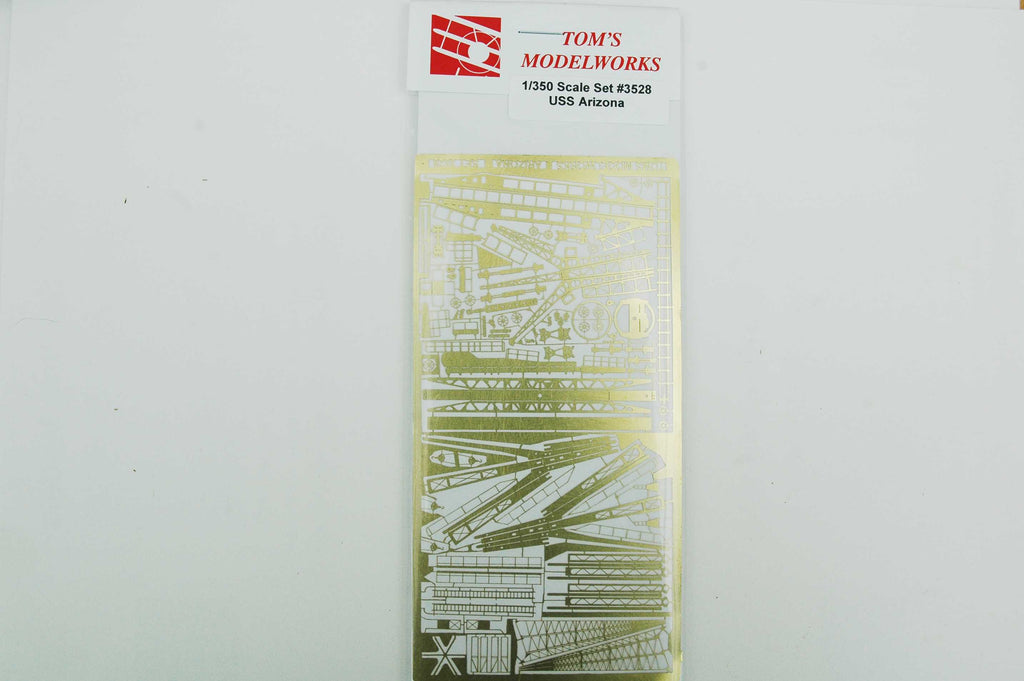 TOM'S
MODELWORKS
1/350 Scale Set #3528
USS Arizona